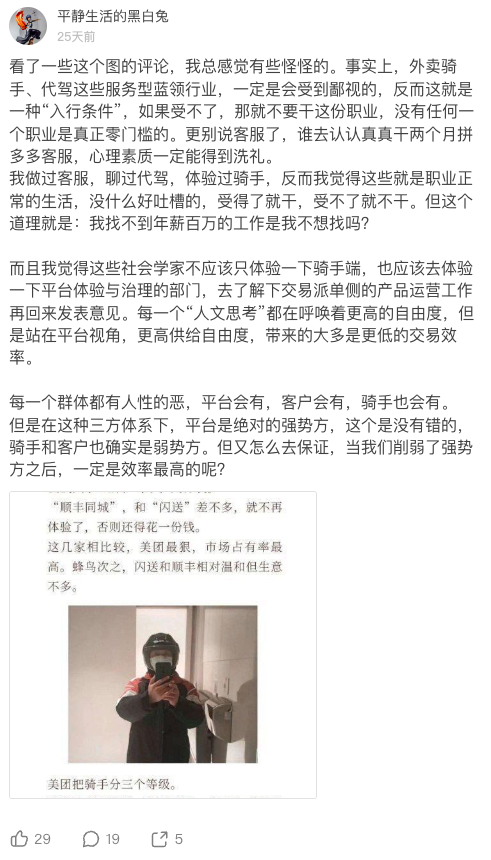 平静生活的黑白兔
25天前
看了一些这个图的评论，我总感觉有些怪怪的。事实上，外卖骑
手、代驾这些服务型蓝领行业，一定是会受到鄙视的，反而这就是
一种“入行条件”，如果受不了，那就不要干这份职业，没有任何一
个职业是真正零门槛的。更别说客服了，谁去认认真真干两个月拼
多多客服，心理素质一定能得到洗礼。
我做过客服，聊过代驾，体验过骑手，反而我觉得这些就是职业正
常的生活，没什么好吐槽的，受得了就干，受不了就不干。但这个
道理就是：我找不到年薪百万的工作是我不想找吗？
而且我觉得这些社会学家不应该只体验一下骑手端，也应该去体验
一下平台体验与治理的部门，去了解下交易派单侧的产品运营工作
再回来发表意见。每一个“人文思考”都在呼唤着更高的自由度，但
是站在平台视角，更高供给自由度，带来的大多是更低的交易效
率。
每一个群体都有人性的恶，平台会有，客户会有，骑手也会有。
但是在这种三方体系下，平台是绝对的强势方，这个是没有错的，
骑手和客户也确实是弱势方。但又怎么去保证，当我们削弱了强势
方之后，一定是效率最高的呢？
“顺丰同城”，和“闪送”差不多，就不再
体验了，否则还得花一份钱。
这几家相比较，美团最狠，市场占有率最
高。蜂鸟次之，闪送和顺丰相对温和但生意
不多。
美团把骑手分三个等级。
29
19
5